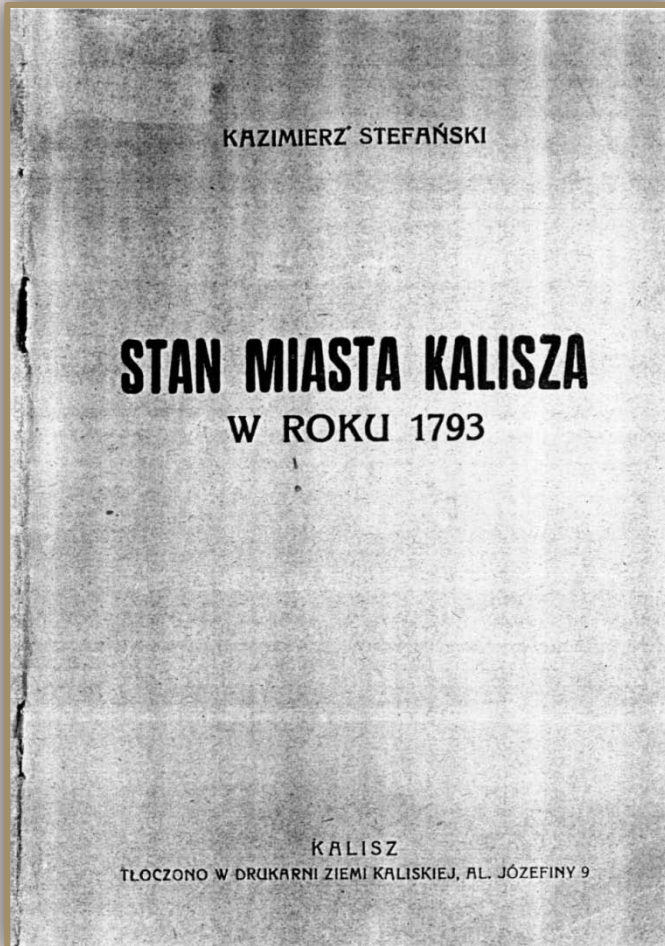 KAZIMIERZ STEFAŃSKI
STAN MIASTA KALISZA
W ROKU 1793
KALISZ
TŁOCZONO W DRUKARNI ZIEMI KALISKIEJ, AL. JÓZEFINY 9